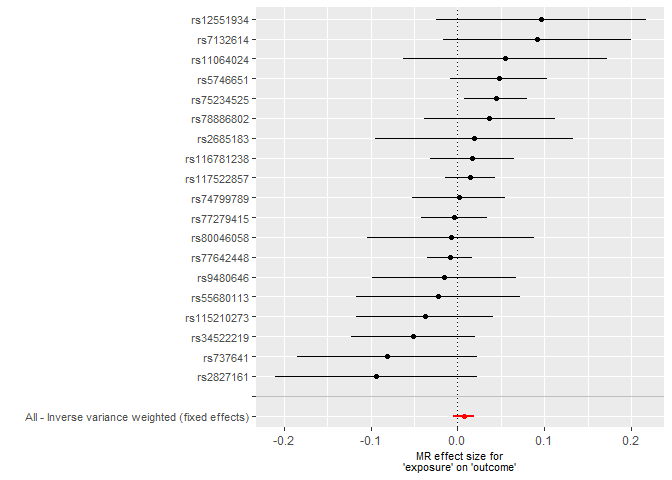 rs12551934
rs7132614
rs11064024
rs5746651
rs75234525
rs78886802
rs2685183
rs116781238
rs117522857
rs74799789
rs77279415
rs80046058
rs77642448
rs9480646
rs55680113
rs115210273
rs34522219
rs737641
rs2827161
All - Inverse variance weighted (fixed effects)
-0.2 -0.1 0.0 0.1 0.2
MR effect size for
'exposure' on 'outcome'